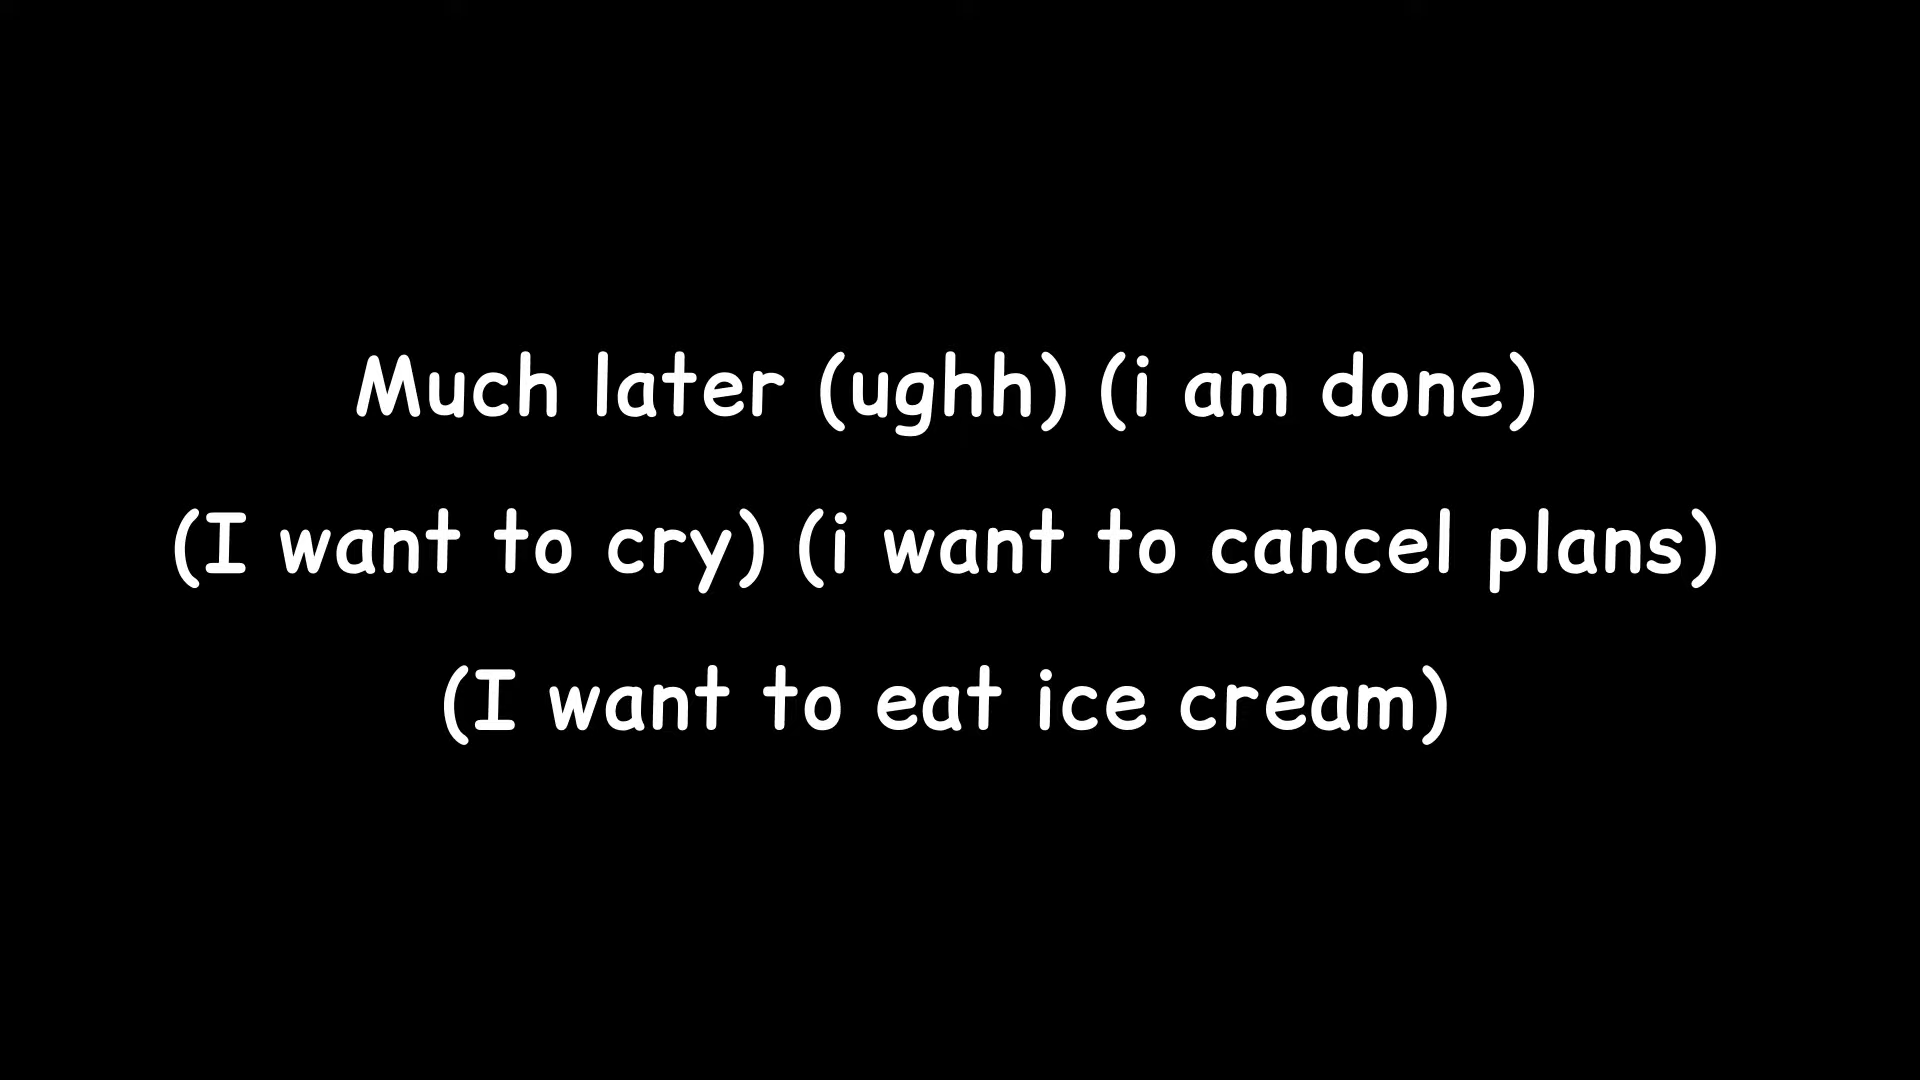 Much later (ughh) (i am done)
(I want to cry) (i want to cancel plans)
(I want to eat ice cream)